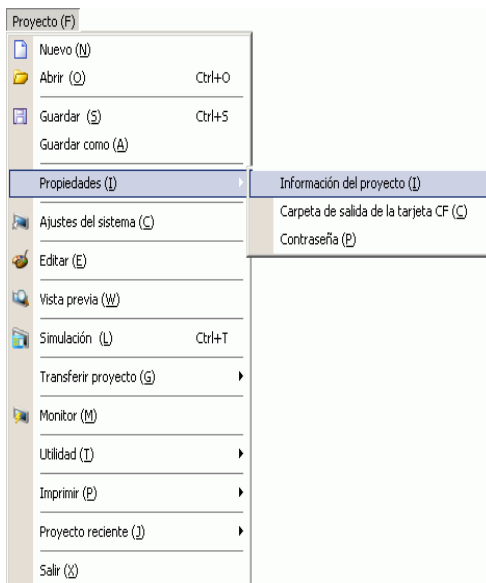 Proyecto (F)
Nuevo (N)
Abrir (O) Ctrl+O
Guardar (S) Ctrl+S
Guardar como (A)
Propiedades (I)
Información del proyecto (I)
Carpeta de salida de la tarjeta CF (C)
Contraseña (P)
Ajustes del sistema (C)
Editar (E)
Vista previa (W)
Simulación (L) Ctrl+T
Transferir proyecto (G)
Monitor (M)
Utilidad (T)
Imprimir (P)
Proyecto reciente (J)
Salir (X)